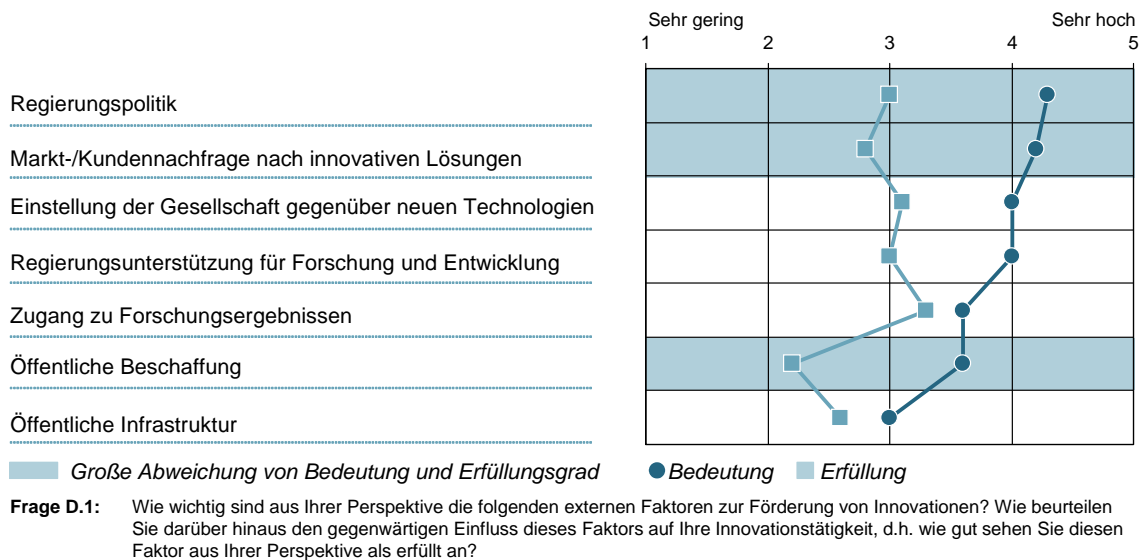 Sehr gering Sehr hoch
1 2 3 4 5
Regierungspolitik
Markt-/Kundennachfrage nach innovativen Lösungen
Einstellung der Gesellschaft gegenüber neuen Technologien
Regierungsunterstützung für Forschung und Entwicklung
Zugang zu Forschungsergebnissen
Öffentliche Beschaffung
Öffentliche Infrastruktur
Große Abweichung von Bedeutung und Erfüllungsgrad Bedeutung Erfüllung
Frage D.1: Wie wichtig sind aus Ihrer Perspektive die folgenden externen Faktoren zur Förderung von Innovationen? Wie beurteilen
Sie darüber hinaus den gegenwärtigen Einfluss dieses Faktors auf Ihre Innovationstätigkeit, d.h. wie gut sehen Sie diesen
Faktor aus Ihrer Perspektive als erfüllt an?